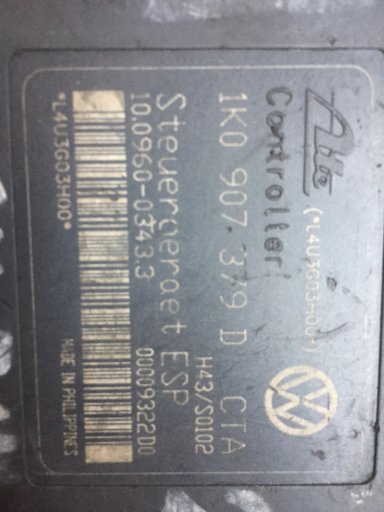 Ate (*L4U3G03H00*)
Controller
1K0 907 379 D CTA
H43/S0102
Steuergeraet ESP
10.0960-0343.3 00009322D0
*L4U3G03H00* MADE IN PHILIPPINES